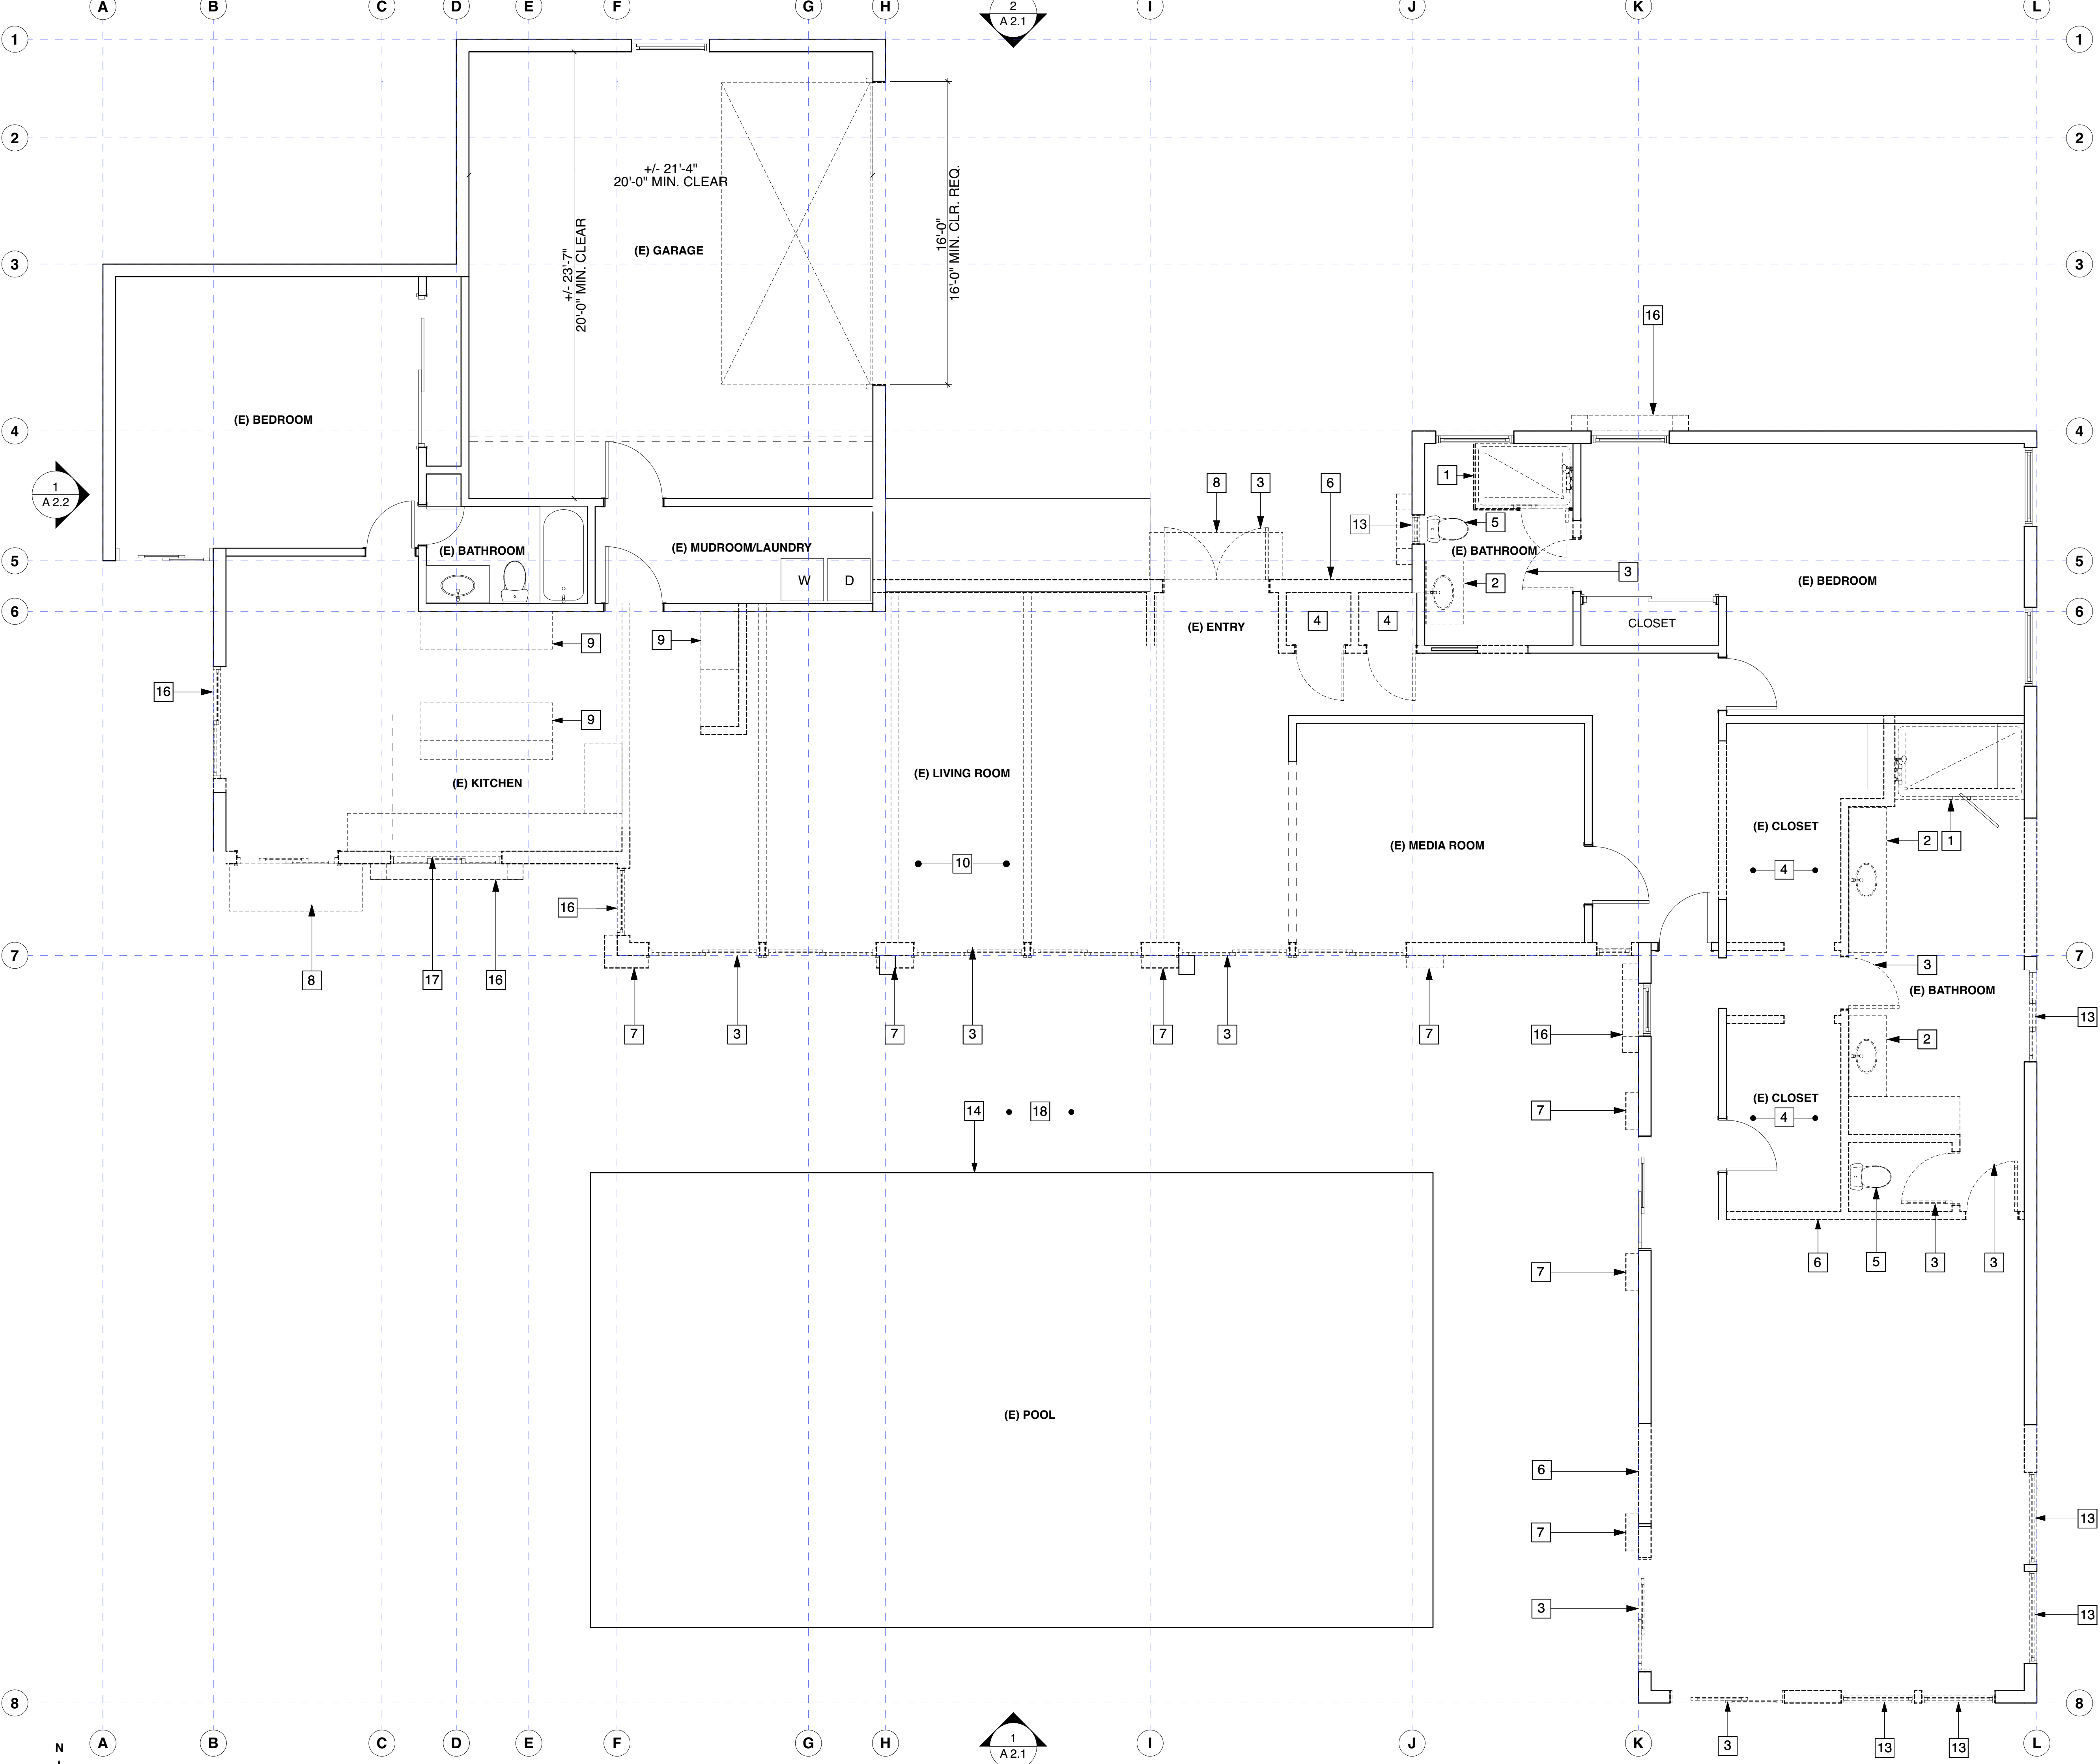 A B C D E F G H I J K L
2
A 2.1
1 1
2 2
+/- 21'-4"
20'-0" MIN. CLEAR
16'-0"
16'-0" MIN. CLR. REQ.
+/- 23'-7"
20'-0" MIN. CLEAR
(E) GARAGE
3 3
16
(E) BEDROOM
4 4
1
A 2.2
1
8 3 6
13
5
(E) BATHROOM
(E) MUDROOM/LAUNDRY
(E) BATHROOM
5 5
W D
3
2
(E) BEDROOM
6 6
4 4
(E) ENTRY
CLOSET
9
9
16
9
(E) KITCHEN
(E) LIVING ROOM
(E) MEDIA ROOM
(E) CLOSET
2 1
10
4
16
7 7
3
8 17 16
(E) BATHROOM
13
7 3 7 3 7 3 7
16
2
(E) CLOSET
14 18
7
4
7
6 5 3 3
(E) POOL
6
7
13
3
13
8 8
3 13 13
A B C D E F G H I J K L
1
A 2.1
N